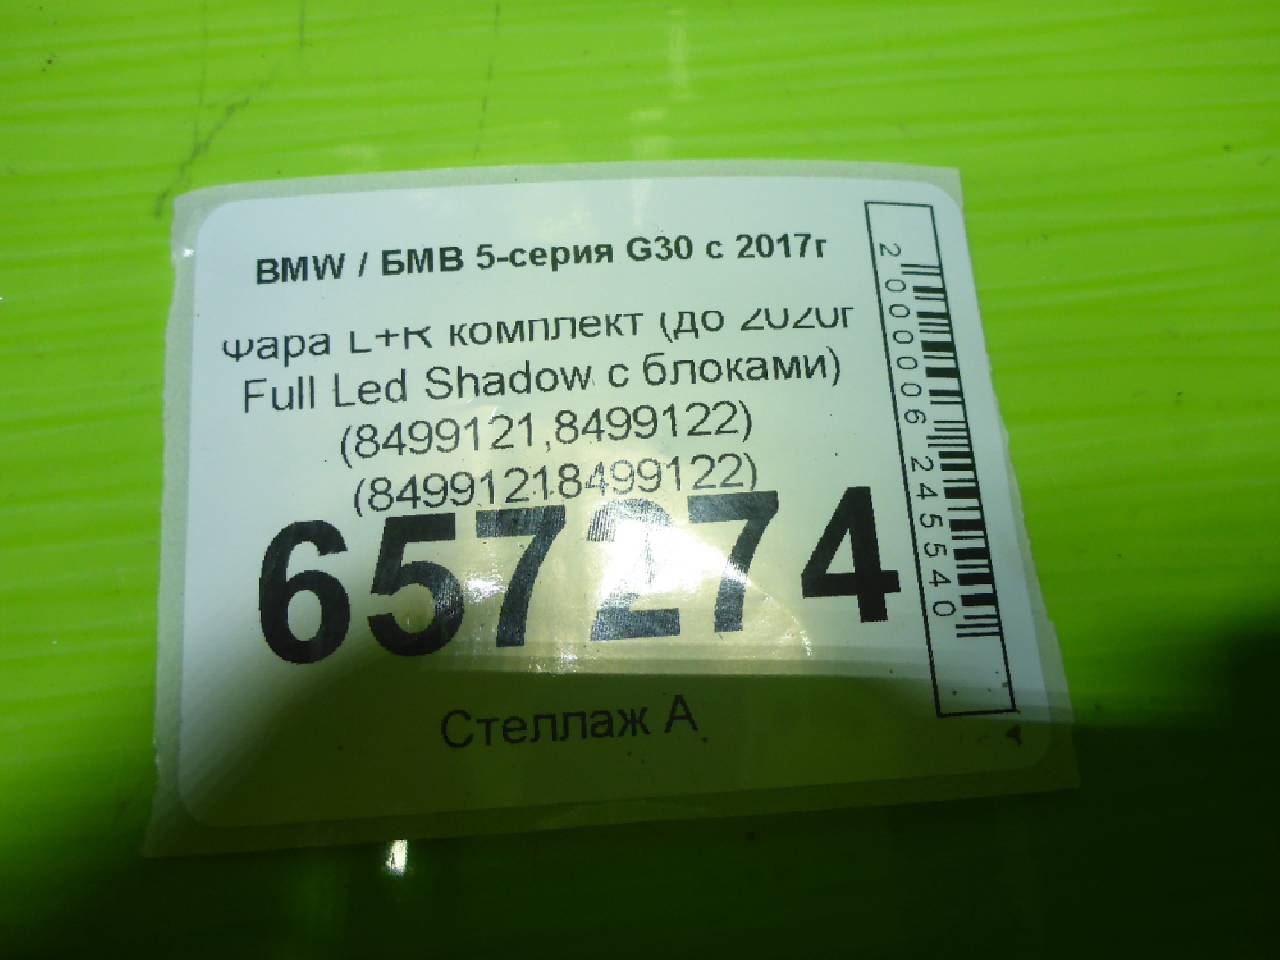 BMW / БМВ 5-серия G30 с 2017г
Фара L+R комплект (до 2020г
Full Led Shadow с блоками)
(8499121,8499122)
(84991218499122)
657274
Стеллаж А
2000006245540